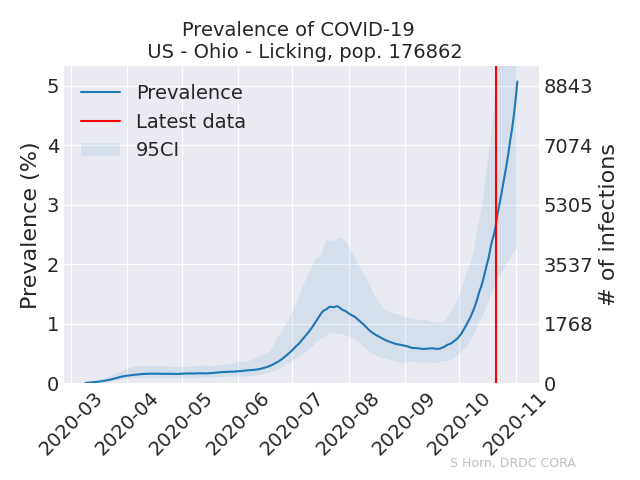 Prevalence of COVID-19
US - Ohio - Licking, pop. 176862
Prevalence
Latest data
95CI
Prevalence (%)
5
4
3
2
1
0
8843
7074
5305
3537
1768
0
# of infections
2020-03
2020-04
2020-05
2020-06
2020-07
2020-08
2020-09
2020-10
2020-11
S Horn, DRDC CORA